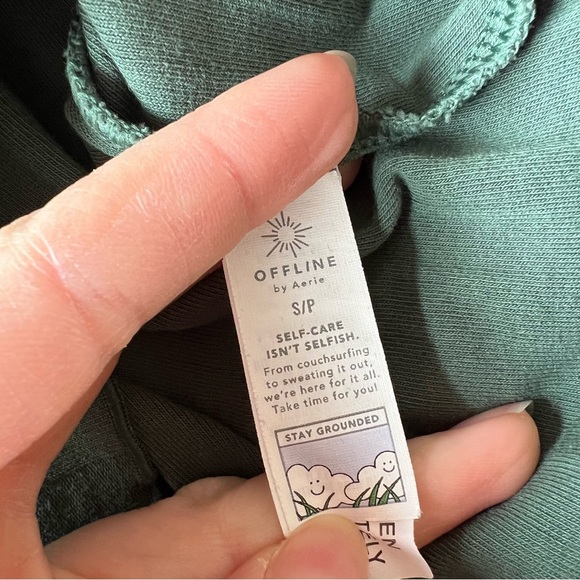 OFFLINE
by Aerie
S/P
SELF-CARE
ISN'T SELFISH.
From couchsurfing
to sweating it out,
we're here for it all.
Take time for you!
STAY GROUNDED